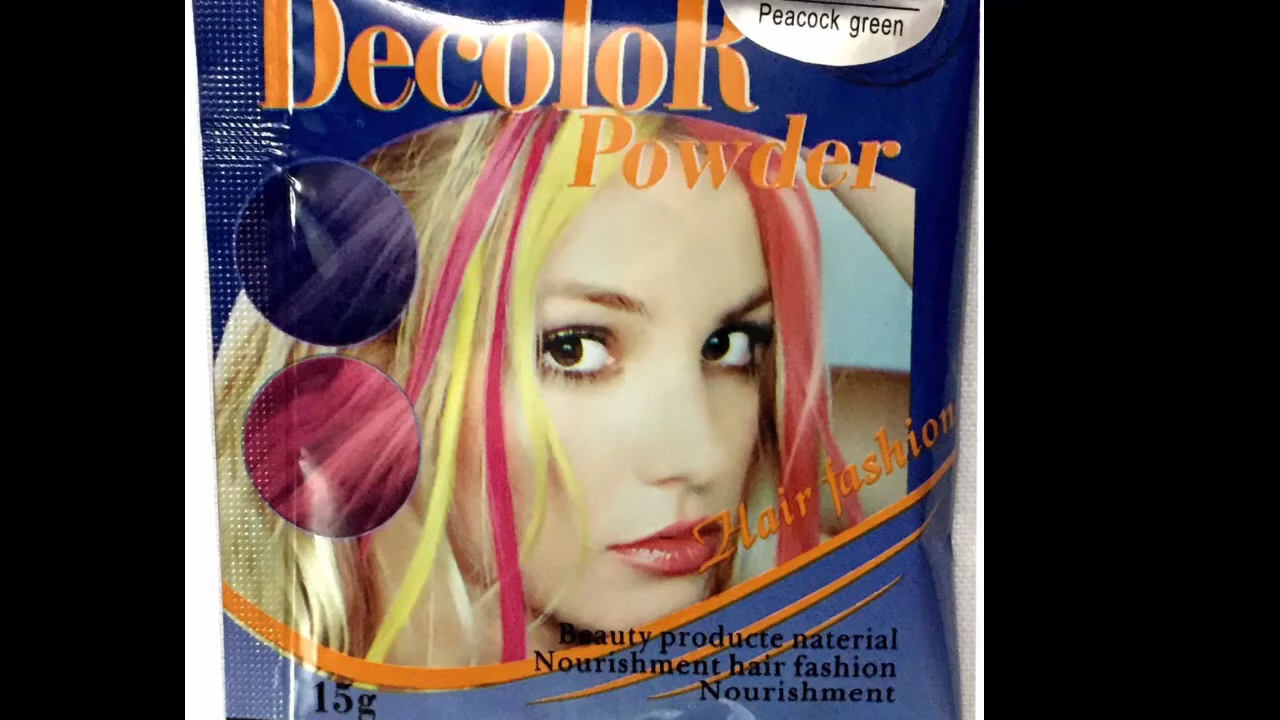 Peacock green
DecoloR
Powder
Hair fashion
Beauty producte naterial
Nourishment hair fashion
Nourishment
15g